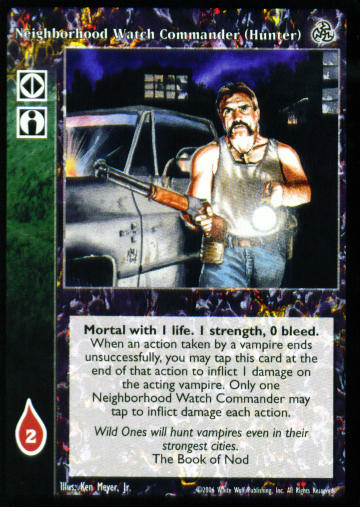 Neighborhood Watch Commander (Hunter)
Mortal with 1 life. 1 strength, 0 bleed.
When an action taken by a vampire ends
unsuccessfully, you may tap this card at the
end of that action to inflict 1 damage on
the acting vampire. Only one
Neighborhood Watch Commander may
tap to inflict damage each action.
Wild Ones will hunt vampires even in their
strongest cities.
The Book of Nod
2
Illus: Ken Meyer, Jr.
©2006 White Wolf Publishing, Inc. All Rights Reserved.